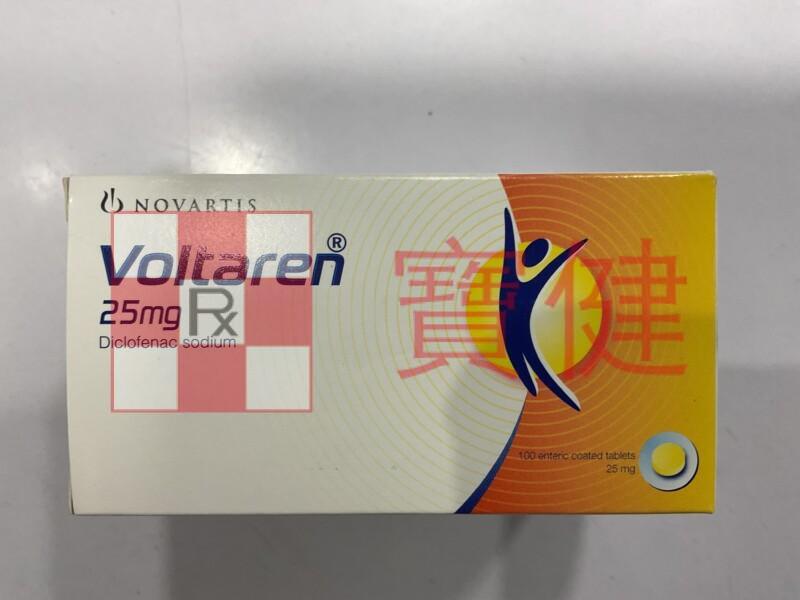 NOVARTIS
Voltaren®
25mg
Rx
Diclofenac sodium
寶健
100 enteric coated tablets
25 mg